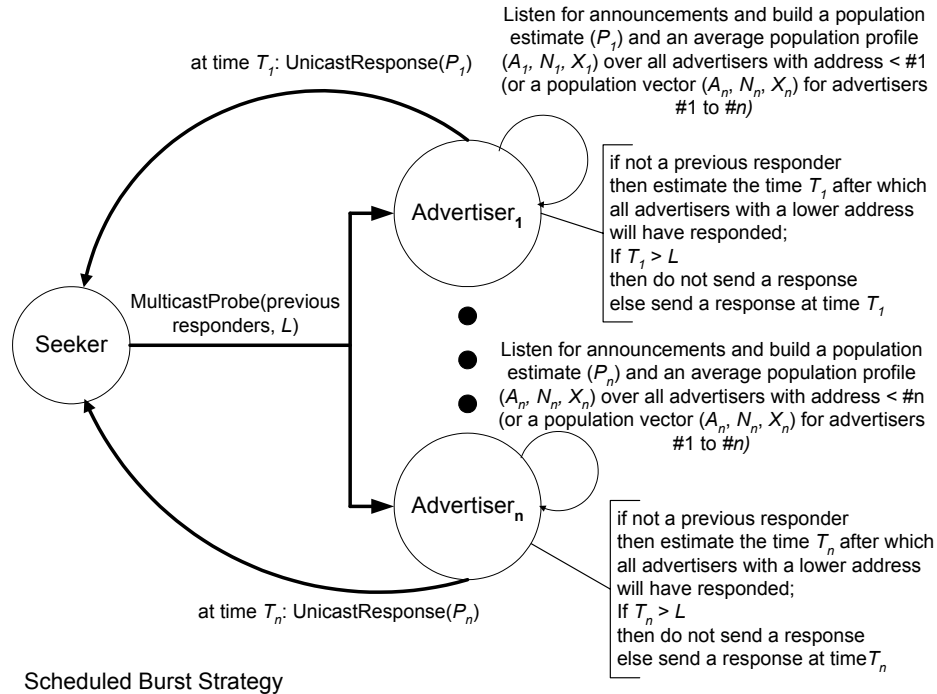 Listen for announcements and build a population
estimate (P1) and an average population profile
(A1, N1, X1) over all advertisers with address < #1
(or a population vector (An, Nn, Xn) for advertisers
#1 to #n)
at time T1: UnicastResponse(P1)
Advertiser1
if not a previous responder
then estimate the time T1 after which
all advertisers with a lower address
will have responded;
If T1 > L
then do not send a response
else send a response at time T1
MulticastProbe(previous
responders, L)
Seeker
Listen for announcements and build a population
estimate (Pn) and an average population profile
(An, Nn, Xn) over all advertisers with address < #n
(or a population vector (An, Nn, Xn) for advertisers
#1 to #n)
Advertisern
if not a previous responder
then estimate the time Tn after which
all advertisers with a lower address
will have responded;
If Tn > L
then do not send a response
else send a response at timeTn
at time Tn: UnicastResponse(Pn)
Scheduled Burst Strategy